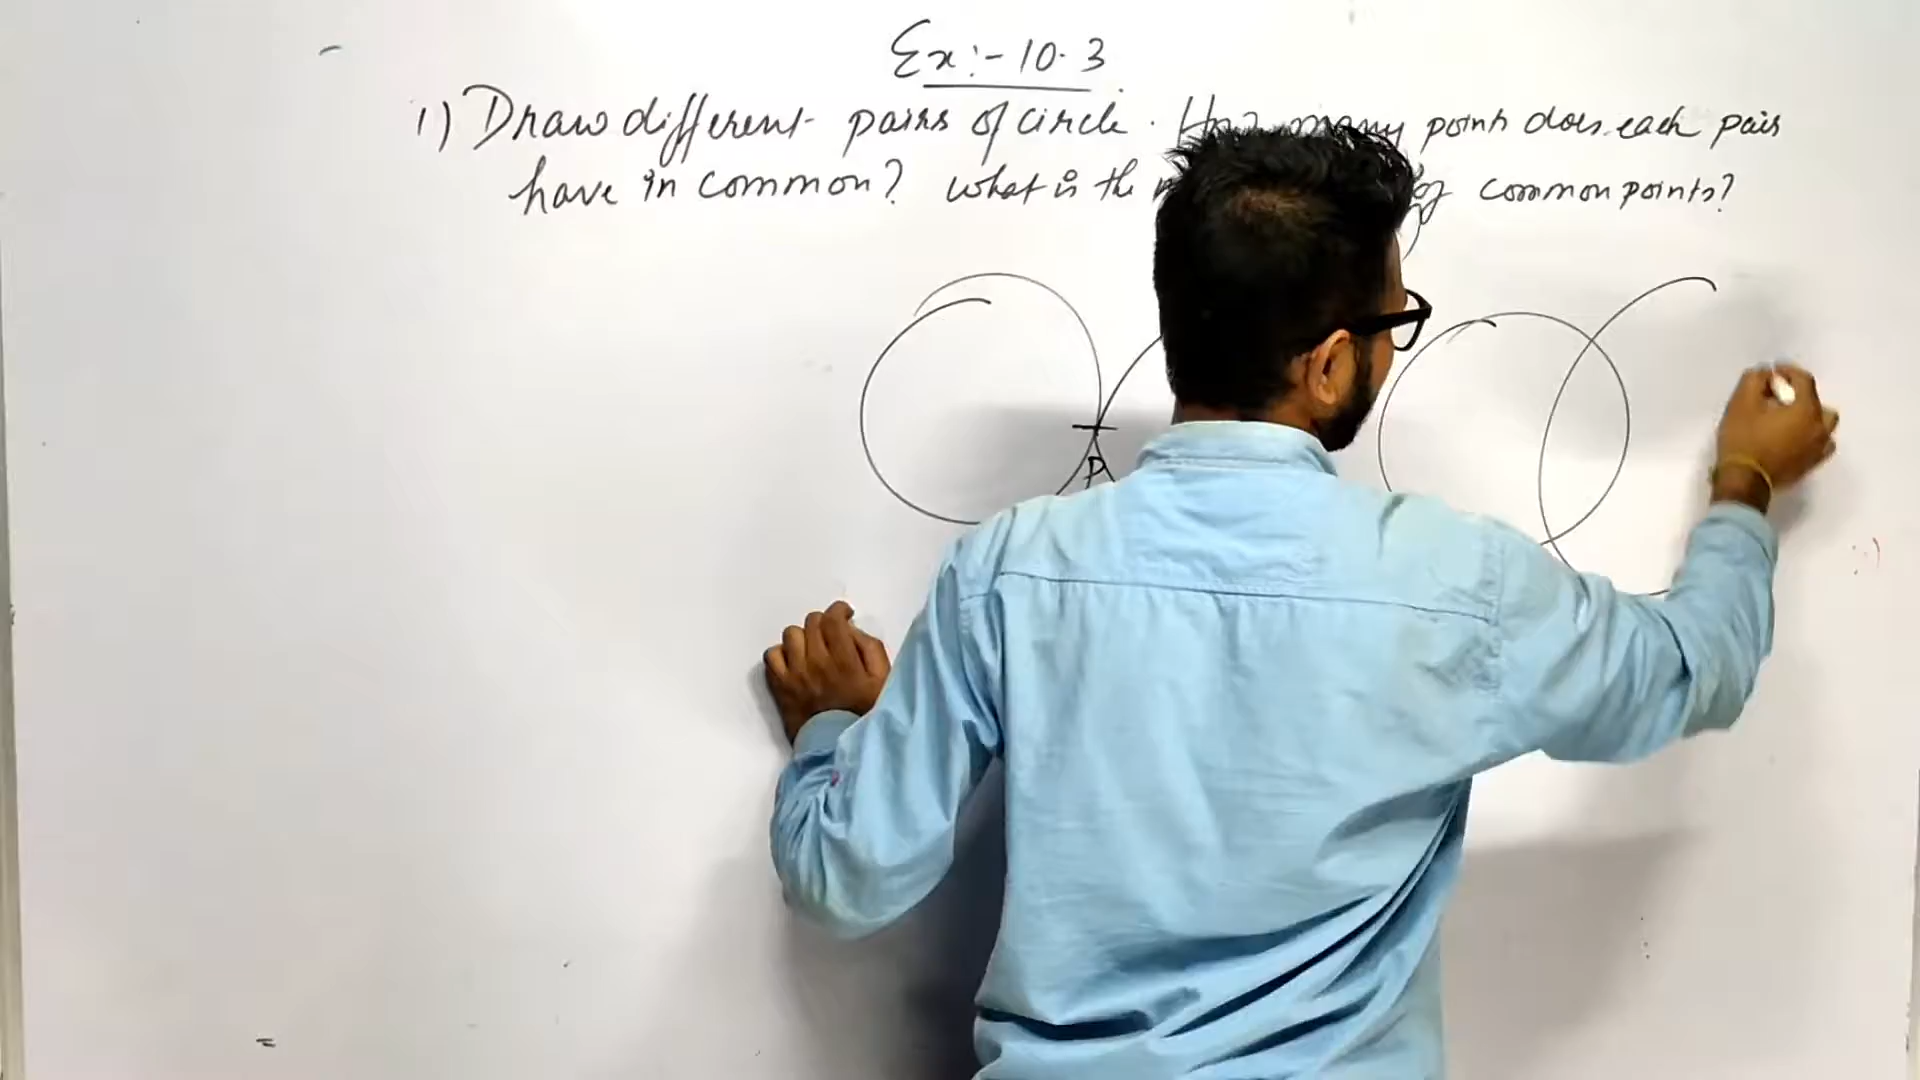 Ex:- 10.3
1) Draw different pairs of circle. How many points does each pair
have in common? what is the of common points?
P